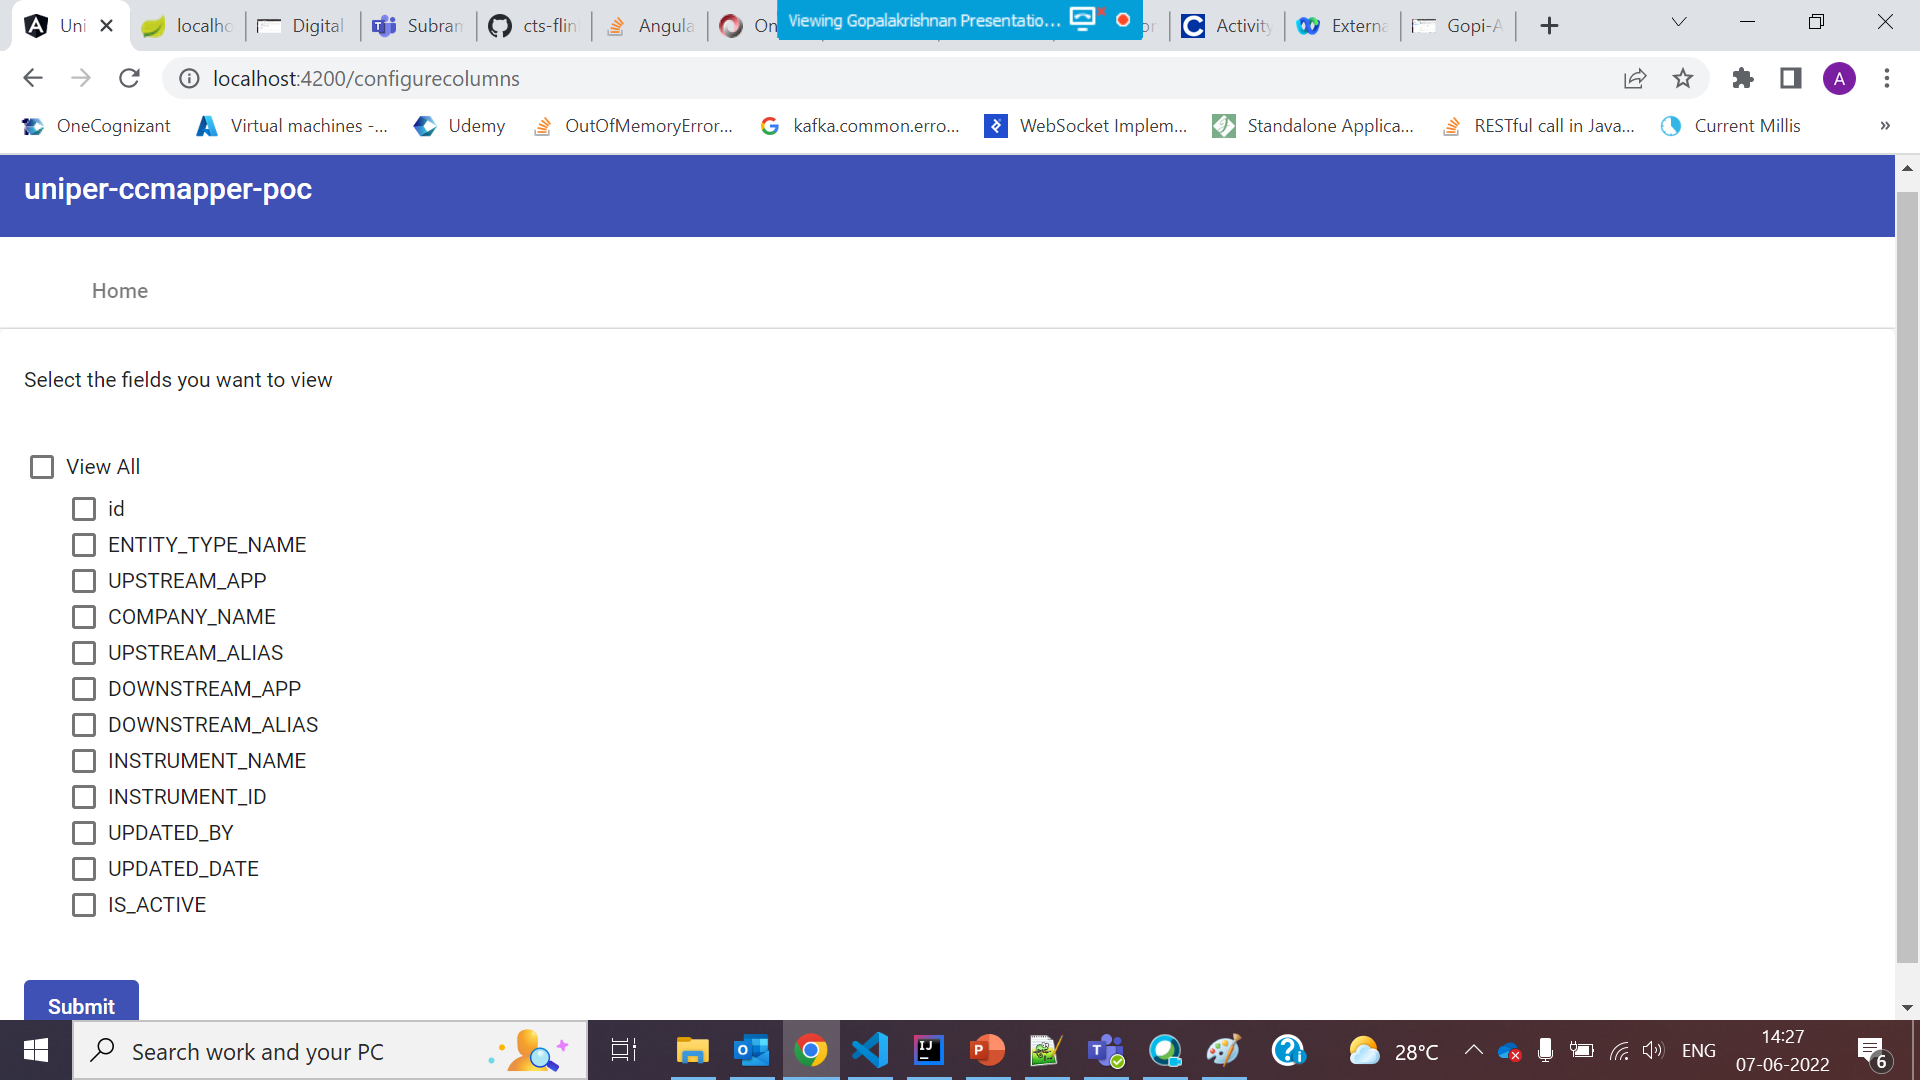 Uni
localho
Digital
Subram
cts-flin
Angula
On
Viewing Gopalakrishnan Presentatio...
or
Activity
Externa
Gopi-A
localhost:4200/configurecolumns
A
OneCognizant
Virtual machines -...
Udemy
OutOfMemoryError...
kafka.common.erro...
WebSocket Implem...
Standalone Applica...
RESTful call in Java...
Current Millis
»
uniper-ccmapper-poc
Home
Select the fields you want to view
View All
id
ENTITY_TYPE_NAME
UPSTREAM_APP
COMPANY_NAME
UPSTREAM_ALIAS
DOWNSTREAM_APP
DOWNSTREAM_ALIAS
INSTRUMENT_NAME
INSTRUMENT_ID
UPDATED_BY
UPDATED_DATE
IS_ACTIVE
Submit
Search work and your PC
28°C
ENG
14:27
07-06-2022
6